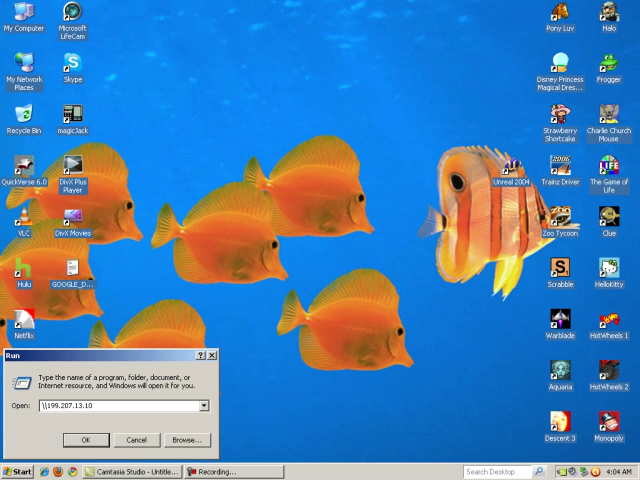 My Computer
Microsoft
LifeCam
Pony Luv
Halo
My Network
Places
Skype
Disney Princess
Magical Dres...
Frogger
Recycle Bin
magicJack
Strawberry
Shortcake
Charlie Church
Mouse
QuickVerse 6.0
DivX Plus
Player
Unreal 2004
2006
Trainz Driver
LIFE
The Game of
Life
VLC
DivX Movies
Zoo Tycoon
Clue
Hulu
GOOGLE_D...
Scrabble
HelloKitty
Netflix
Warblade
HotWheels 1
Aquaria
HotWheels 2
Descent 3
Monopoly
Run
Type the name of a program, folder, document, or
Internet resource, and Windows will open it for you.
Open:
\\199.207.13.10
OK
Cancel
Browse...
Start
Camtasia Studio - Untitle...
Recording...
Search Desktop
4:04 AM